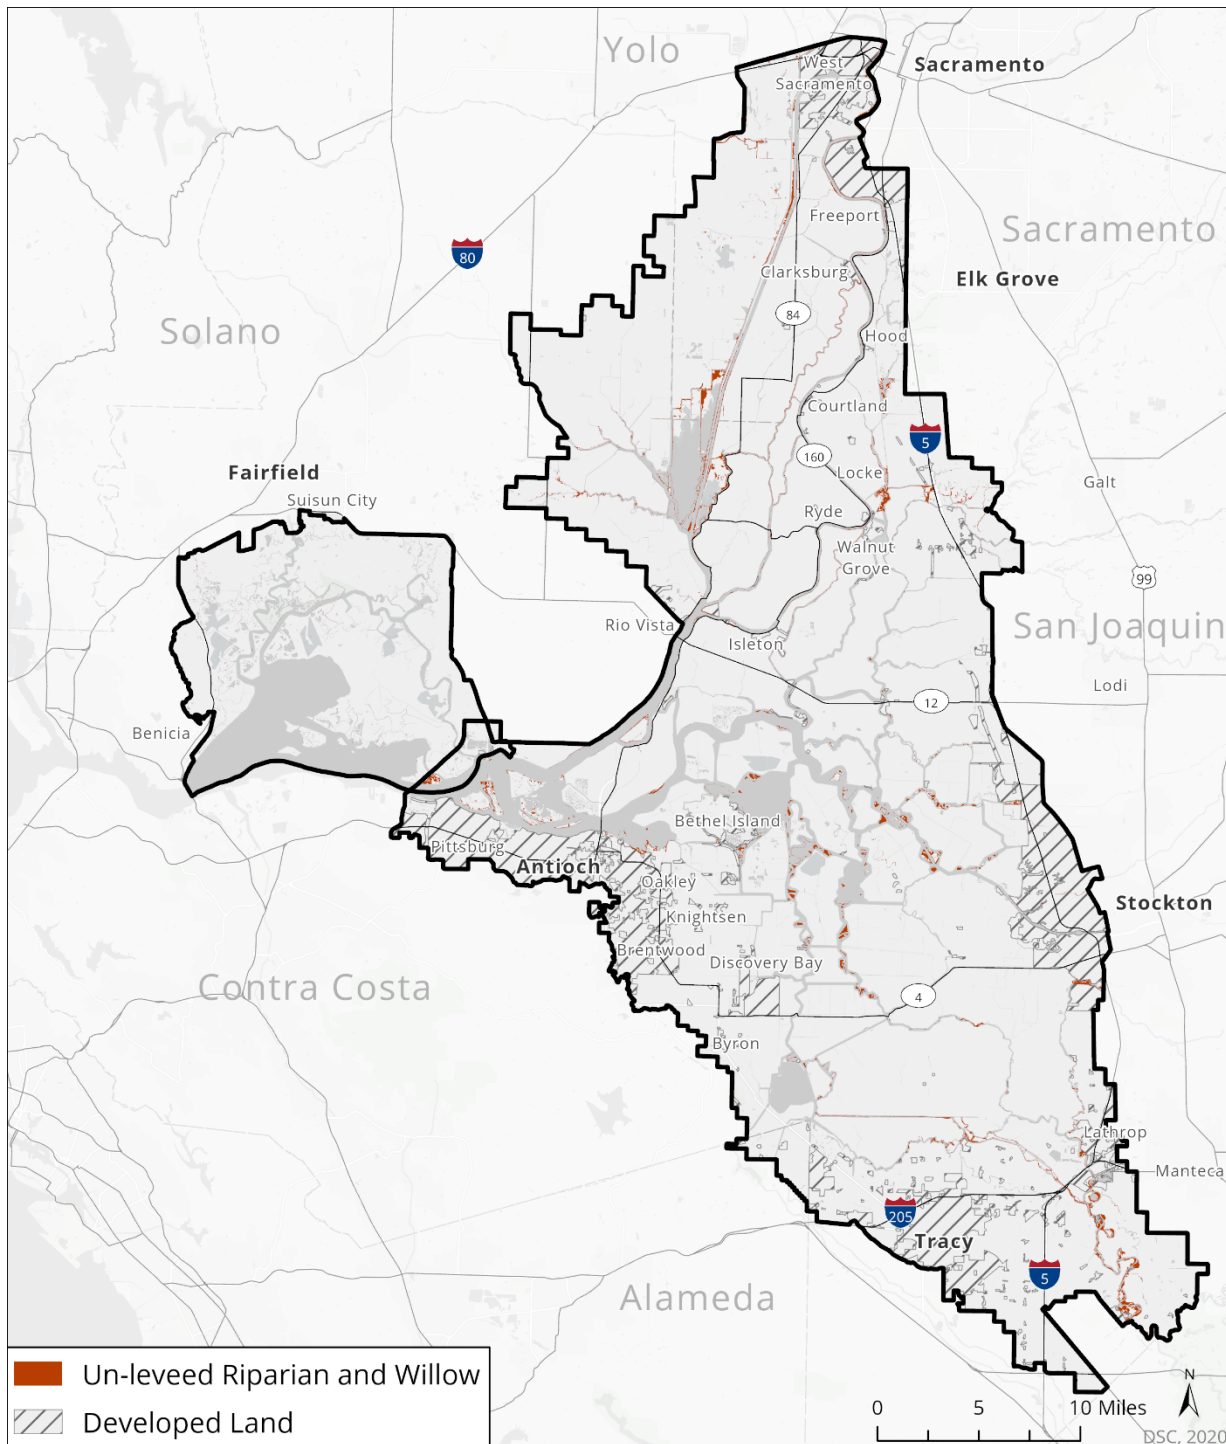 Yolo
West
Sacramento
Sacramento
Freeport
Sacramento
80
Clarksburg
Elk Grove
84
Solano
Hood
Courtland
5
160
Fairfield
Locke
Suisun City
Galt
Ryde
Walnut
Grove
99
Rio Vista
San Joaquin
Isleton
Lodi
12
Benicia
Bethel Island
Pittsburg
Antioch
Oakley
Stockton
Knightsen
Brentwood
Discovery Bay
Contra Costa
4
Byron
Lathrop
Manteca
205
Tracy
5
Alameda
Un-leveed Riparian and Willow
Developed Land
0 5 10 Miles
N
DSC, 2020